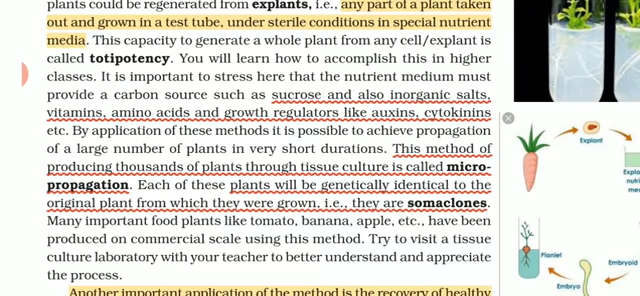 plants could be regenerated from explants, i.e., any part of a plant taken
out and grown in a test tube, under sterile conditions in special nutrient
media. This capacity to generate a whole plant from any cell/explant is
called totipotency. You will learn how to accomplish this in higher
classes. It is important to stress here that the nutrient medium must
provide a carbon source such as sucrose and also inorganic salts,
vitamins, amino acids and growth regulators like auxins, cytokinins
etc. By application of these methods it is possible to achieve propagation
of a large number of plants in very short durations. This method of
producing thousands of plants through tissue culture is called micro-
propagation. Each of these plants will be genetically identical to the
original plant from which they were grown, i.e., they are somaclones.
Many important food plants like tomato, banana, apple, etc., have been
produced on commercial scale using this method. Try to visit a tissue
culture laboratory with your teacher to better understand and appreciate
the process.
Another important application of the method is the recovery of healthy
Explant
Expla
nutri
me
Planlet
Embryoid
Embryo